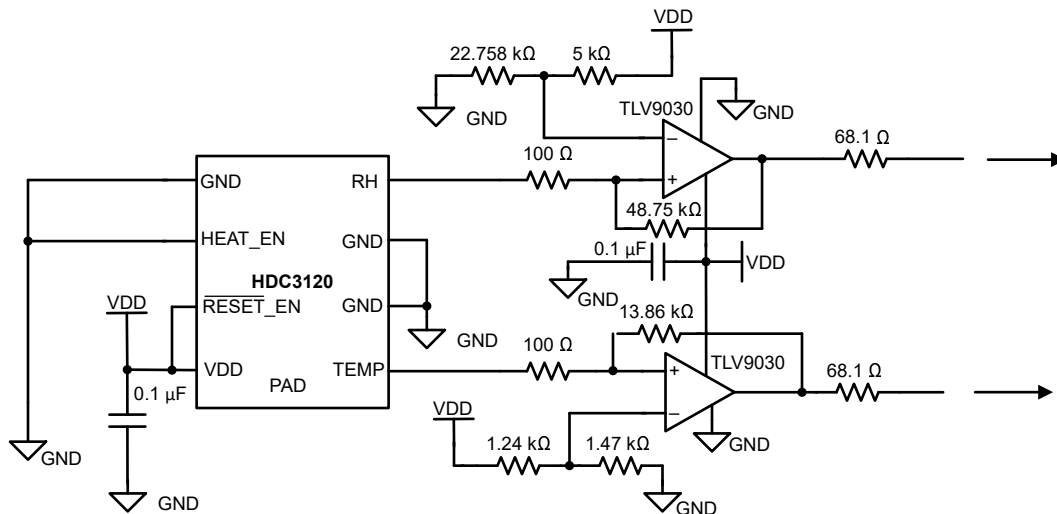 VDD
22.758 kΩ
5 kΩ
GND
TLV9030
GND
100 Ω
68.1 Ω
−
+
48.75 kΩ
GND
RH
HEAT_EN
GND
HDC3120
RESET_EN
GND
VDD
TEMP
PAD
VDD
0.1 µF
GND
GND
GND
0.1 µF
VDD
GND
13.86 kΩ
100 Ω
TLV9030
68.1 Ω
+
−
VDD
GND
1.24 kΩ
1.47 kΩ
GND